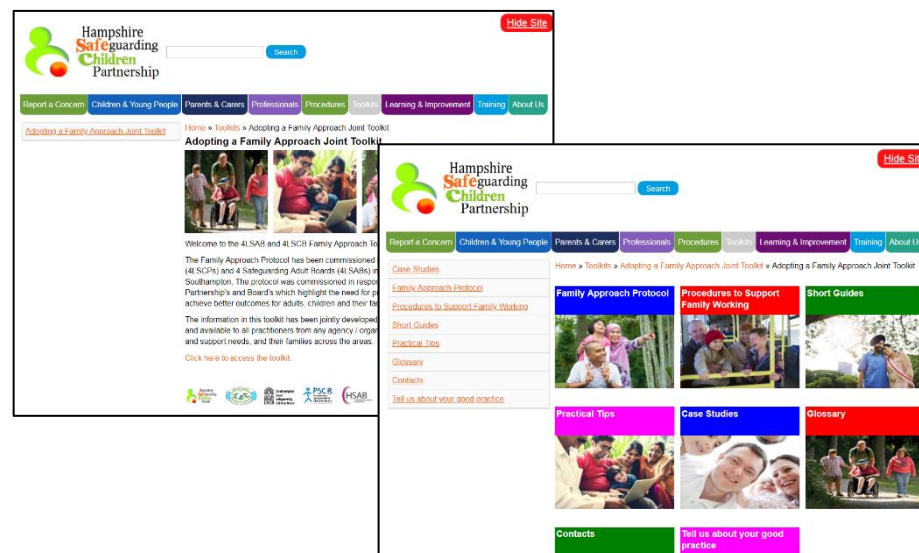 Hide Site
Hampshire
Safeguarding
Children
Partnership
Search
Report a Concern Children & Young People Parents & Carers Professionals Procedures Toolkits Learning & Improvement Training About Us
Adopting a Family Approach Joint Toolkit
Home » Toolkits » Adopting a Family Approach Joint Toolkit
Adopting a Family Approach Joint Toolkit
Welcome to the 4LSAB and 4LSCB Family Approach To
The Family Approach Protocol has been commissioned
(4LSCPs) and 4 Safeguarding Adult Boards (4LSABs) in
Southampton. The protocol was commissioned in respon
Partnership's and Board's which highlight the need for p
achieve better outcomes for adults, children and their fam
The information in this toolkit has been jointly developed
and available to all practitioners from any agency / organ
and support needs, and their families across the areas.
Click here to access the toolkit.
PSCB
HSAB
Hide Site
Hampshire
Safeguarding
Children
Partnership
Search
Report a Concern Children & Young People Parents & Carers Professionals Procedures Toolkits Learning & Improvement Training About U
Case Studies
Family Approach Protocol
Procedures to Support Family Working
Short Guides
Practical Tips
Glossary
Contacts
Tell us about your good practice
Home » Toolkits » Adopting a Family Approach Joint Toolkit » Adopting a Family Approach Joint Toolkit
Family Approach Protocol
Procedures to Support
Family Working
Short Guides
Practical Tips
Case Studies
Glossary
Contacts
Tell us about your good
practice